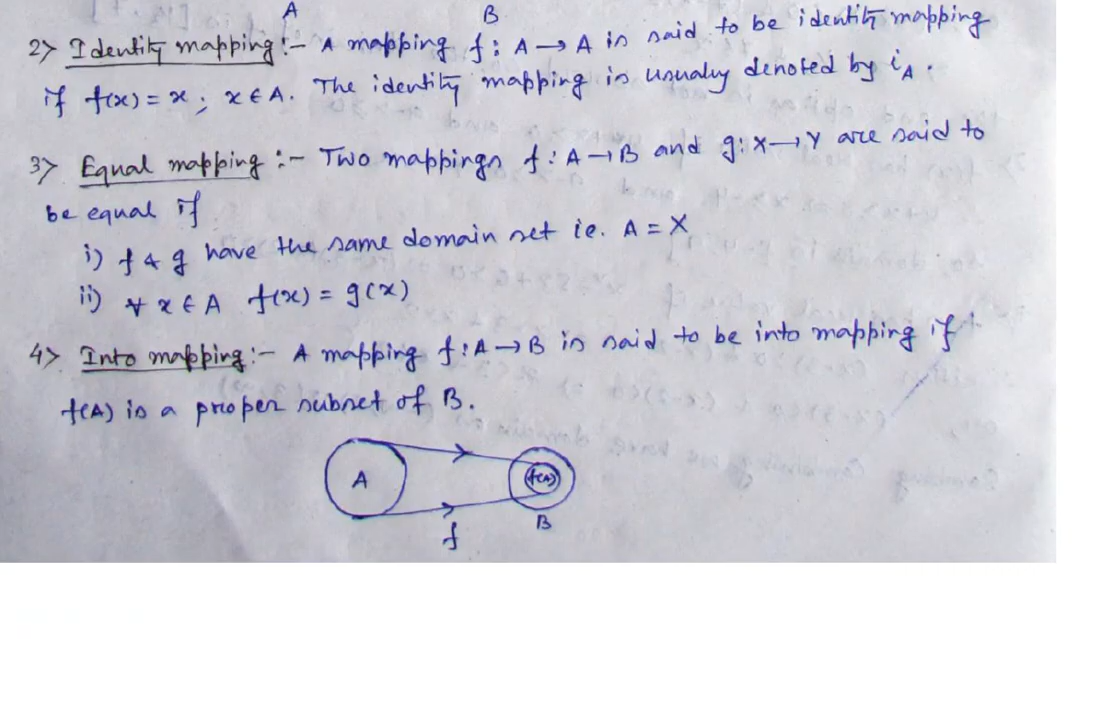 A B
2> Identity mapping :- A mapping f : A → A is said to be identity mapping
if f(x) = x ; x ∈ A. The identity mapping is usually denoted by i_A.
3> Equal mapping :- Two mappings f : A → B and g : X → Y are said to
be equal if
i) f & g have the same domain set ie. A = X
ii) ∀ x ∈ A f(x) = g(x)
4> Into mapping :- A mapping f : A → B is said to be into mapping if
f(A) is a proper subset of B.
A f(A)
B
f